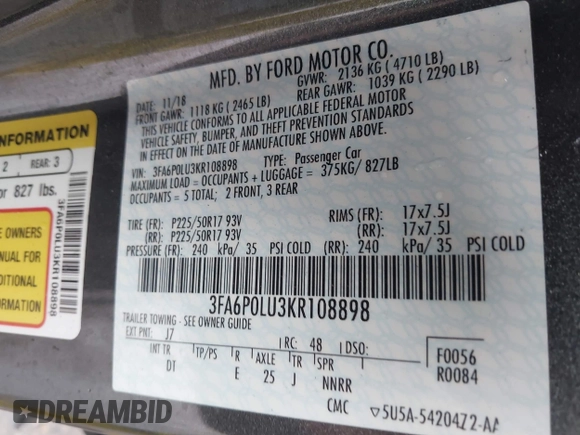 MFD. BY FORD MOTOR CO.
DATE: 11/18 GVWR: 2136 KG ( 4710 LB)
FRONT GAWR: 1118 KG ( 2465 LB) REAR GAWR: 1039 KG ( 2290 LB)
THIS VEHICLE CONFORMS TO ALL APPLICABLE FEDERAL MOTOR
VEHICLE SAFETY, BUMPER, AND THEFT PREVENTION STANDARDS
IN EFFECT ON THE DATE OF MANUFACTURE SHOWN ABOVE.
VIN: 3FA6P0LU3KR108898 TYPE: Passenger Car
MAXIMUM LOAD = OCCUPANTS + LUGGAGE = 375KG/ 827LB
OCCUPANTS = 5 TOTAL; 2 FRONT, 3 REAR
TIRE (FR): P225/50R17 93V RIMS (FR): 17x7.5J
(RR): P225/50R17 93V (RR): 17x7.5J
PRESSURE (FR): 240 kPa/ 35 PSI COLD (RR): 240 kPa/ 35 PSI COLD
3FA6P0LU3KR108898
TRAILER TOWING - SEE OWNER GUIDE
EXT PNT: J7 RC: 48 DSO: F0056
INT TR TP/PS R AXLE TR SPR R0084
DT E 25 J NNRR
CMC 5U5A-5420472-AA
INFORMATION
2 REAR: 3
or 827 lbs.
E OWNERS
ANUAL FOR
DITIONAL
FORMATION
3FA6P0LU3KR108898
DREAMBID